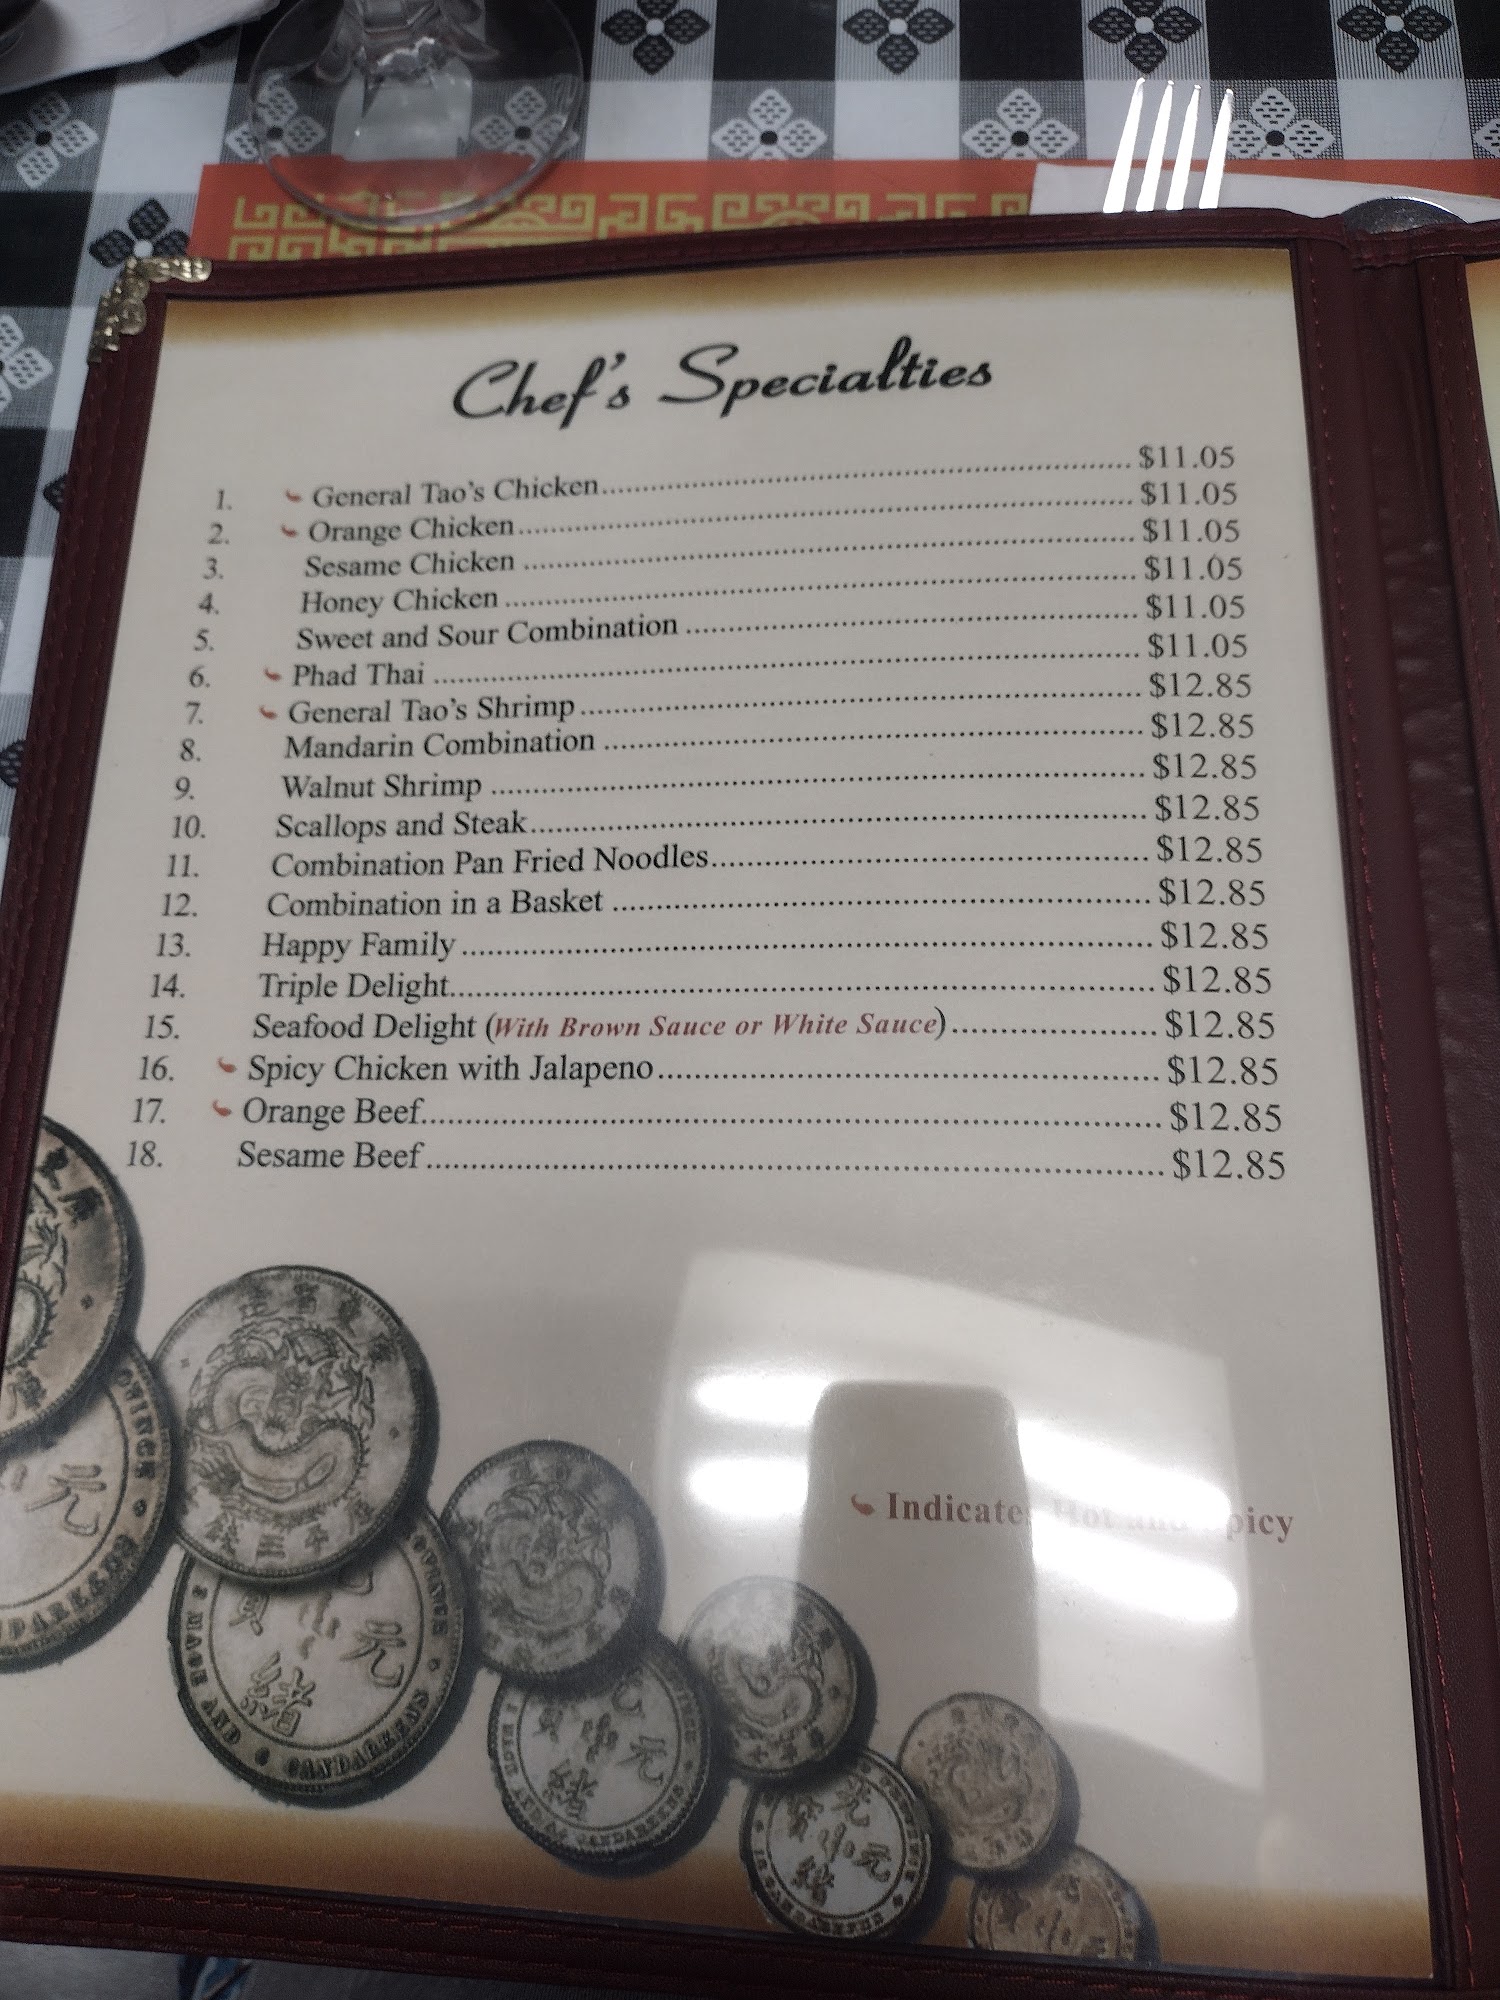 Chef's Specialties
1. General Tao's Chicken $11.05
2. Orange Chicken $11.05
3. Sesame Chicken $11.05
4. Honey Chicken $11.05
5. Sweet and Sour Combination $11.05
6. Phad Thai $11.05
7. General Tao's Shrimp $12.85
8. Mandarin Combination $12.85
9. Walnut Shrimp $12.85
10. Scallops and Steak $12.85
11. Combination Pan Fried Noodles $12.85
12. Combination in a Basket $12.85
13. Happy Family $12.85
14. Triple Delight $12.85
15. Seafood Delight (With Brown Sauce or White Sauce) $12.85
16. Spicy Chicken with Jalapeno $12.85
17. Orange Beef $12.85
18. Sesame Beef $12.85
Indicates Hot and Spicy